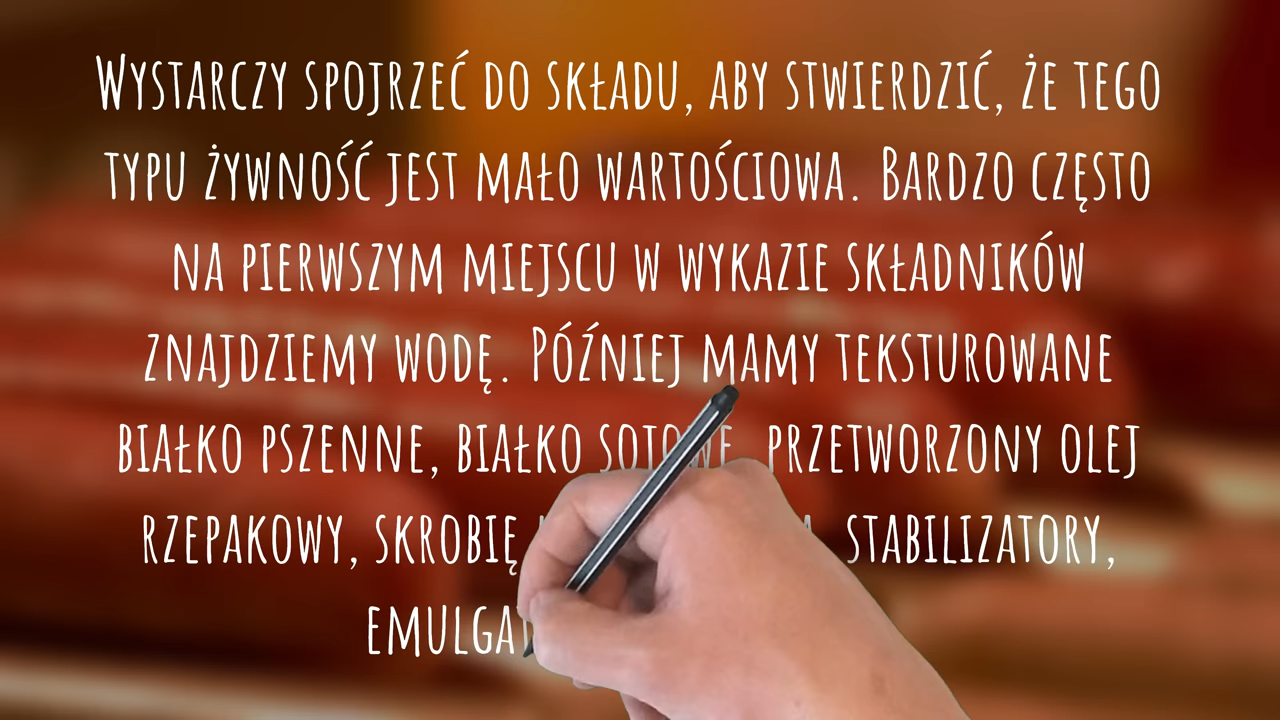 Wystarczy spojrzeć do składu, aby stwierdzić, że tego
typu żywność jest mało wartościowa. Bardzo często
na pierwszym miejscu w wykazie składników
znajdziemy wodę. Później mamy teksturowane
białko pszenne, białko przetworzony olej
rzepakowy, skrobię stabilizatory,